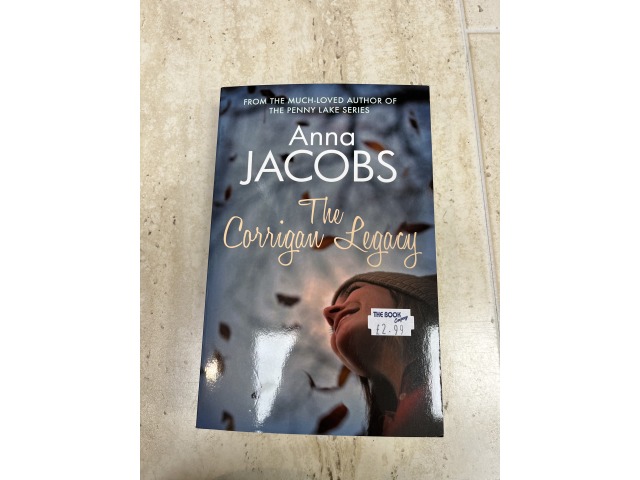 FROM THE MUCH-LOVED AUTHOR OF
THE PENNY LAKE SERIES
Anna
JACOBS
The
Corrigan Legacy
THE BOOK
Company
£2.99